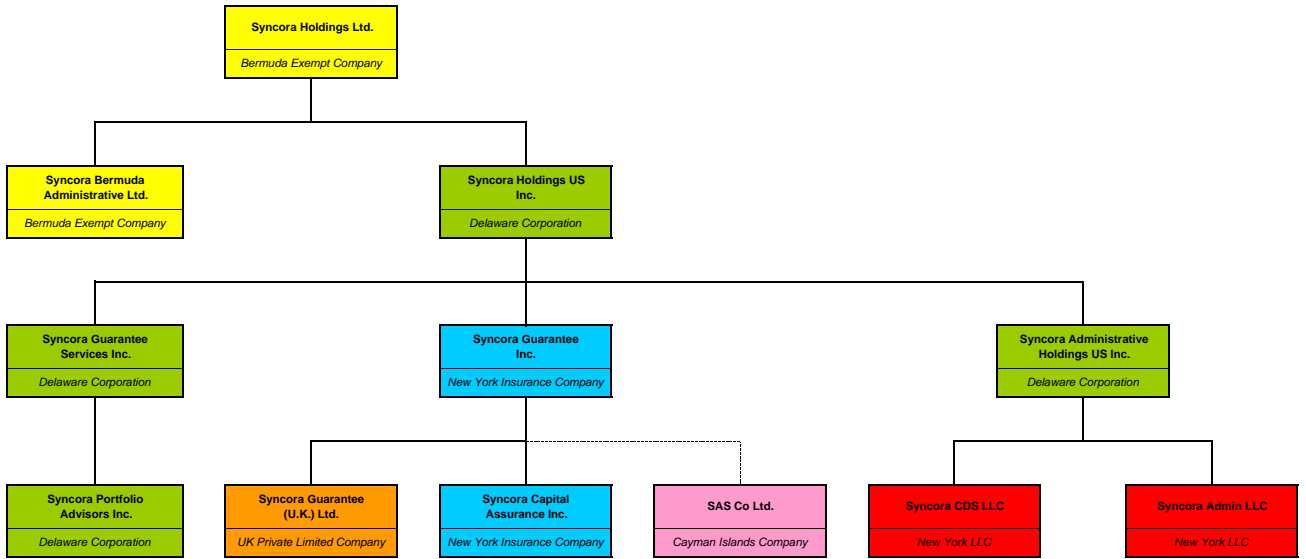 Syncora Holdings Ltd.
Bermuda Exempt Company
Syncora Bermuda
Administrative Ltd.
Bermuda Exempt Company
Syncora Holdings US
Inc.
Delaware Corporation
Syncora Guarantee
Services Inc.
Delaware Corporation
Syncora Guarantee
Inc.
New York Insurance Company
Syncora Administrative
Holdings US Inc.
Delaware Corporation
Syncora Portfolio
Advisors Inc.
Delaware Corporation
Syncora Guarantee
(U.K.) Ltd.
UK Private Limited Company
Syncora Capital
Assurance Inc.
New York Insurance Company
SAS Co Ltd.
Cayman Islands Company
Syncora CDS LLC
New York LLC
Syncora Admin LLC
New York LLC